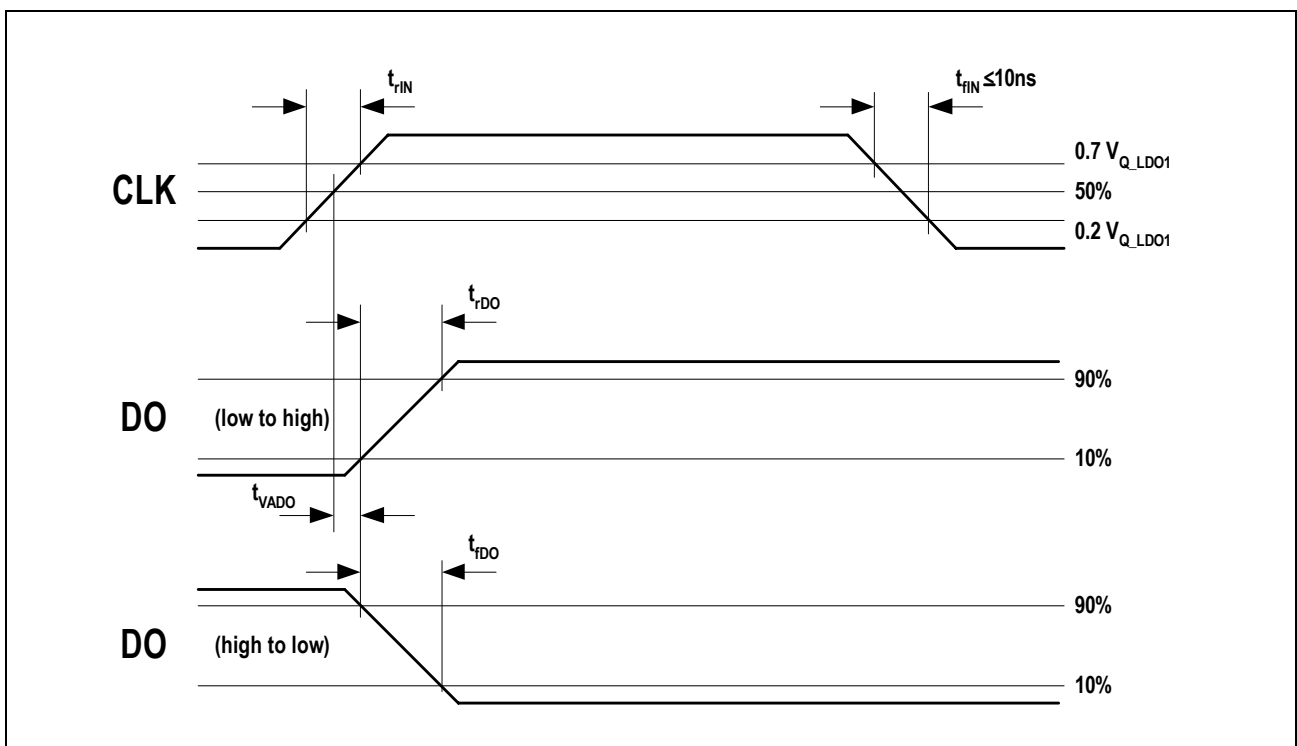 t_rIN
t_fIN ≤10ns
CLK
0.7 V_Q_LDO1
50%
0.2 V_Q_LDO1
t_rDO
DO (low to high)
90%
10%
t_VADO
t_fDO
DO (high to low)
90%
10%